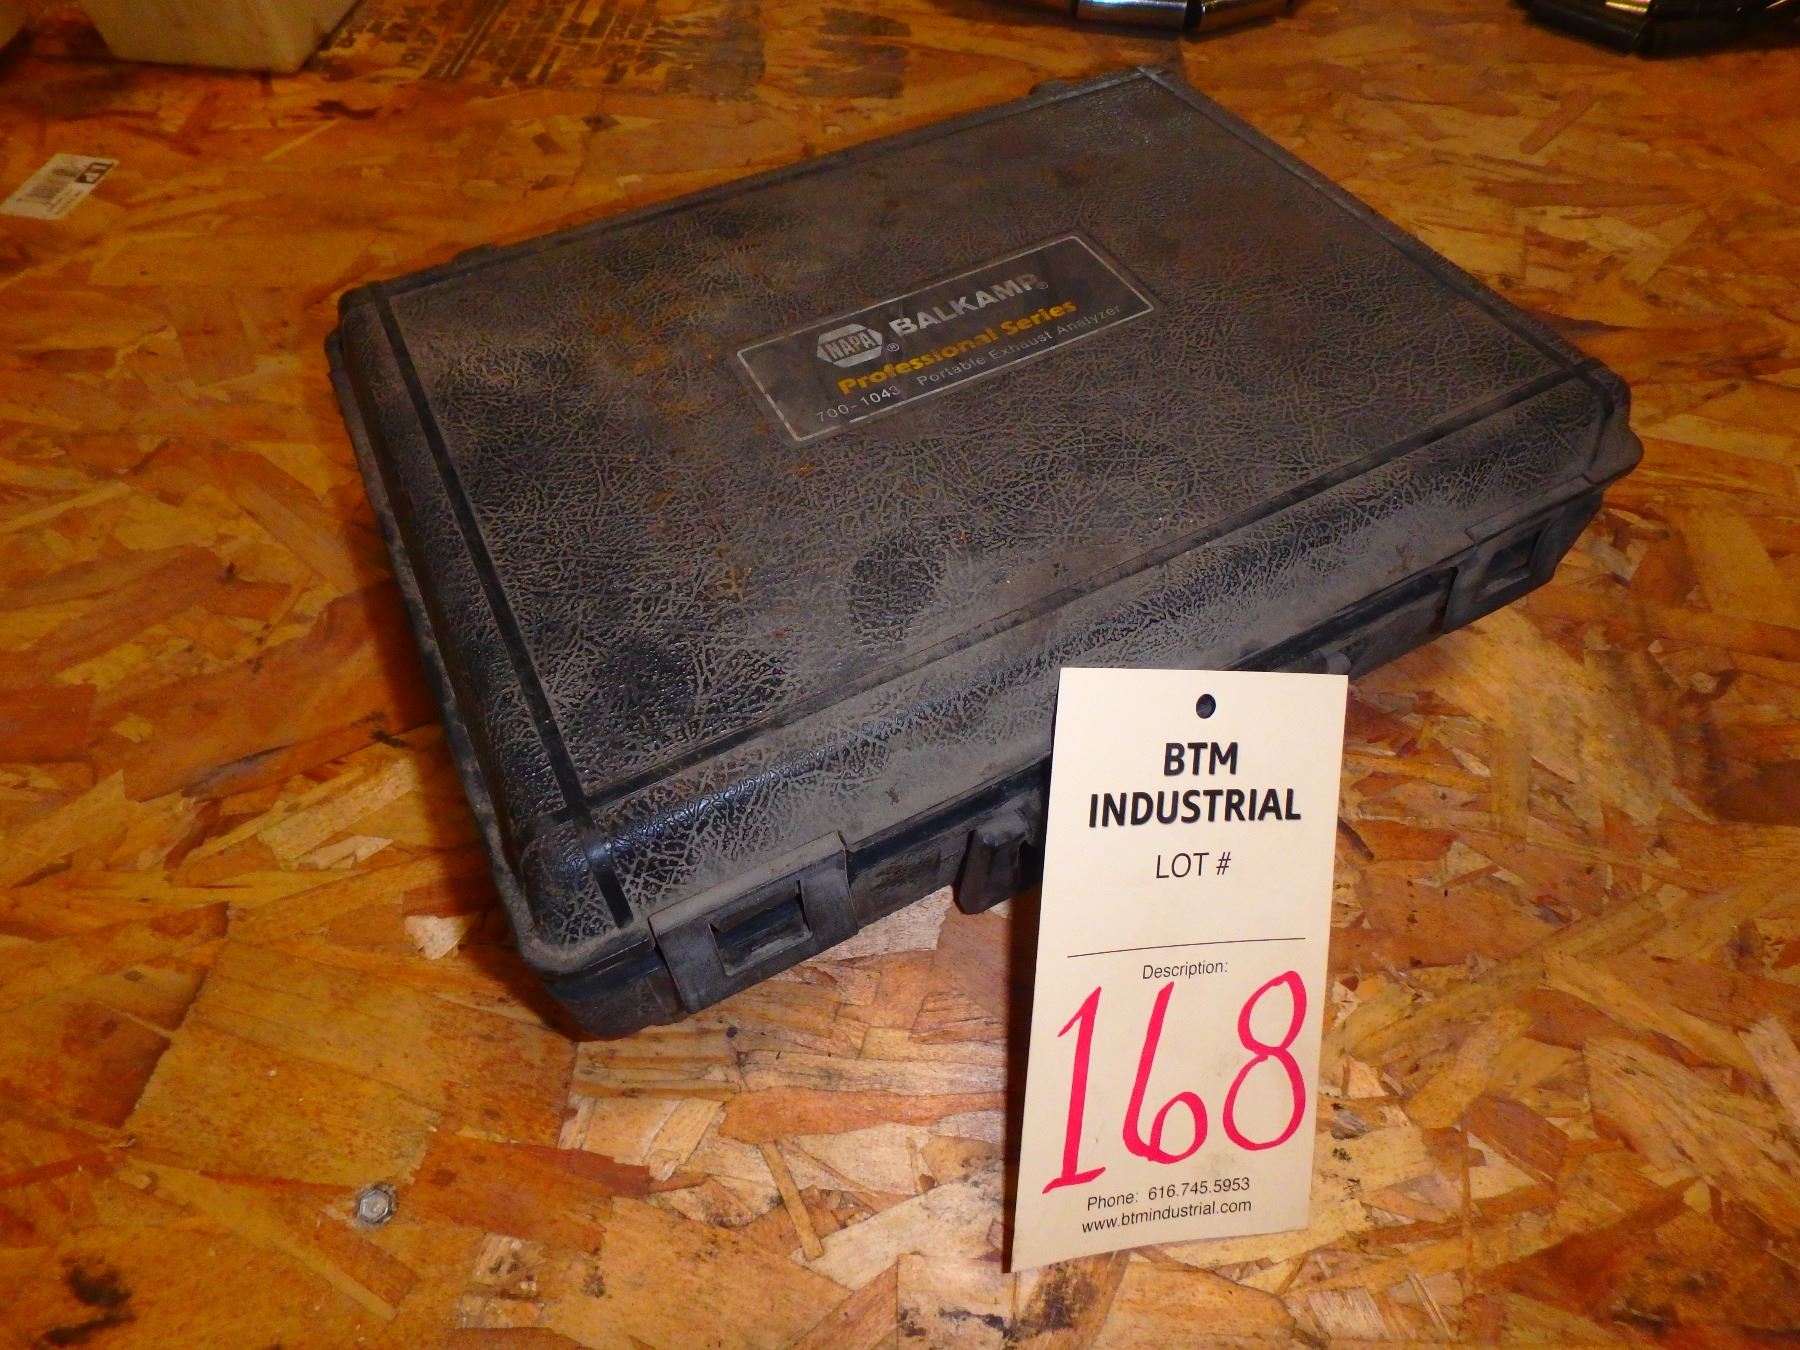 NAPA® BALKAMP®
Professional Series
700-1043 Portable Exhaust Analyzer
BTM
INDUSTRIAL
LOT #
Description:
168
Phone: 616.745.5953
www.btmindustrial.com
LP